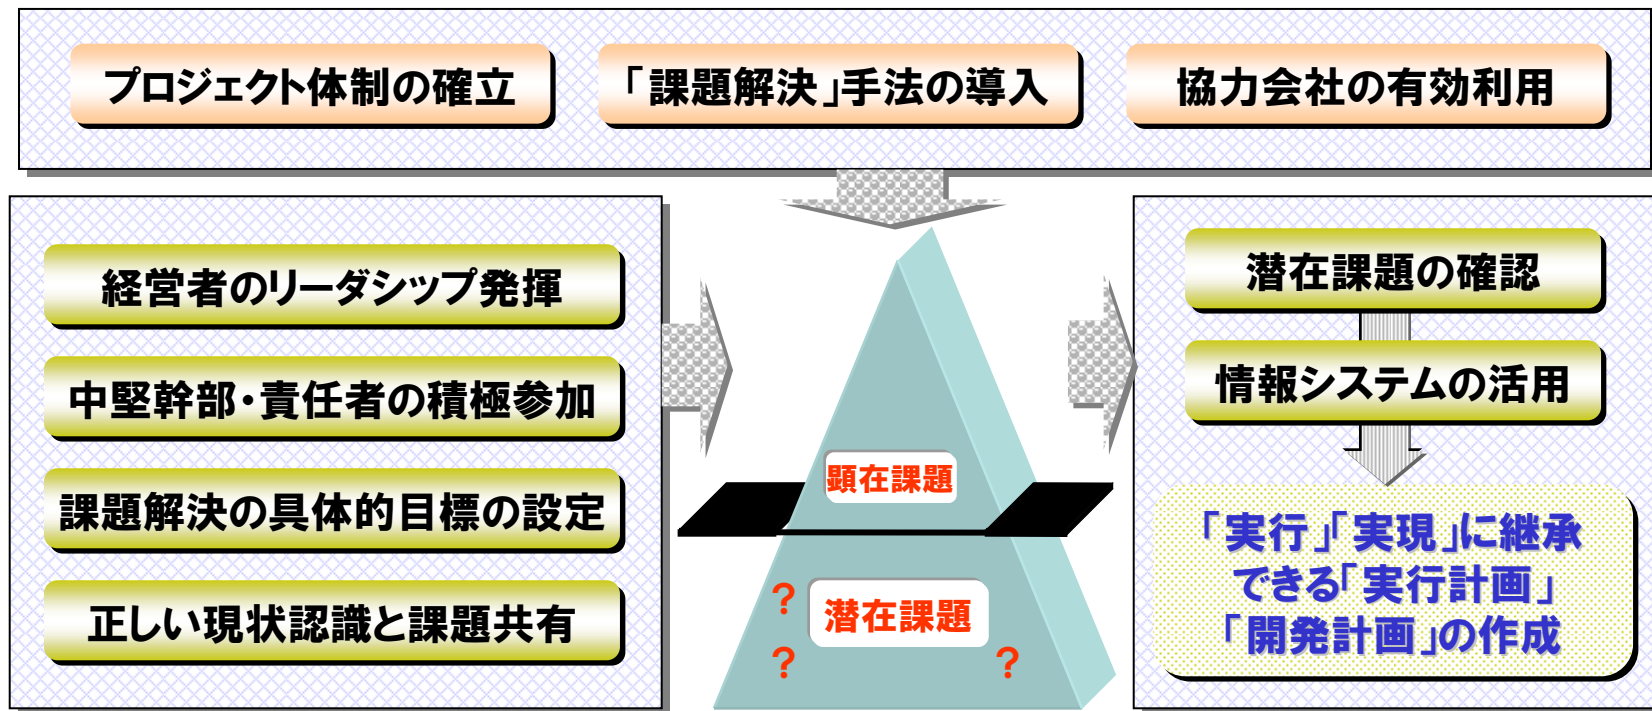 プロジェクト体制の確立
「課題解決」手法の導入
協力会社の有効利用
経営者のリーダシップ発揮
中堅幹部・責任者の積極参加
課題解決の具体的目標の設定
正しい現状認識と課題共有
顕在課題
?
潜在課題
?
?
潜在課題の確認
情報システムの活用
「実行」「実現」に継承
できる「実行計画」
「開発計画」の作成